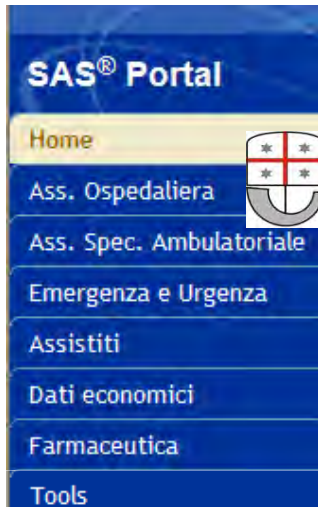 SAS® Portal
Home
Ass. Ospedaliera
Ass. Spec. Ambulatoriale
Emergenza e Urgenza
Assistiti
Dati economici
Farmaceutica
Tools